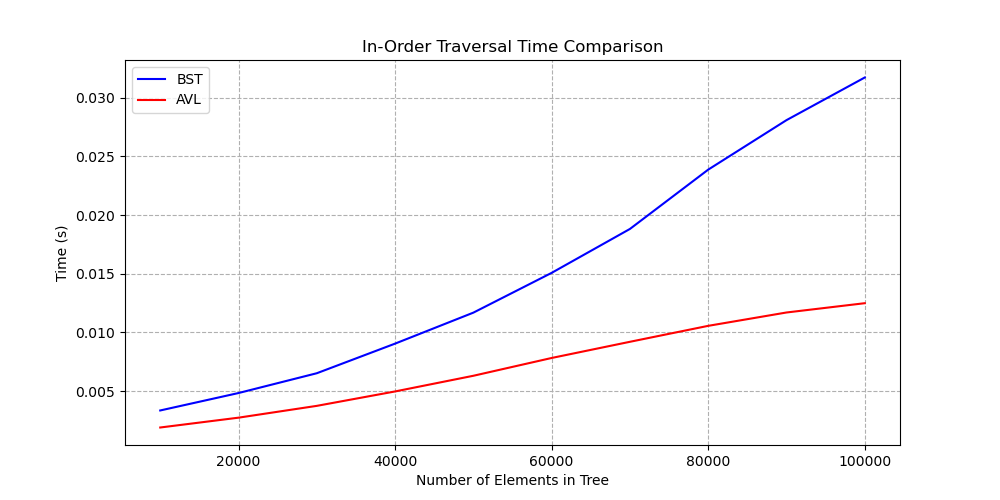 In-Order Traversal Time Comparison
BST
AVL
0.030
0.025
0.020
0.015
0.010
0.005
Time (s)
20000 40000 60000 80000 100000
Number of Elements in Tree